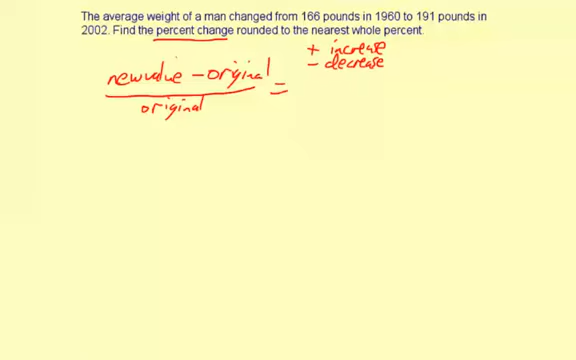 The average weight of a man changed from 166 pounds in 1960 to 191 pounds in
2002. Find the percent change rounded to the nearest whole percent.
+ increase
- decrease
new value - original =
original